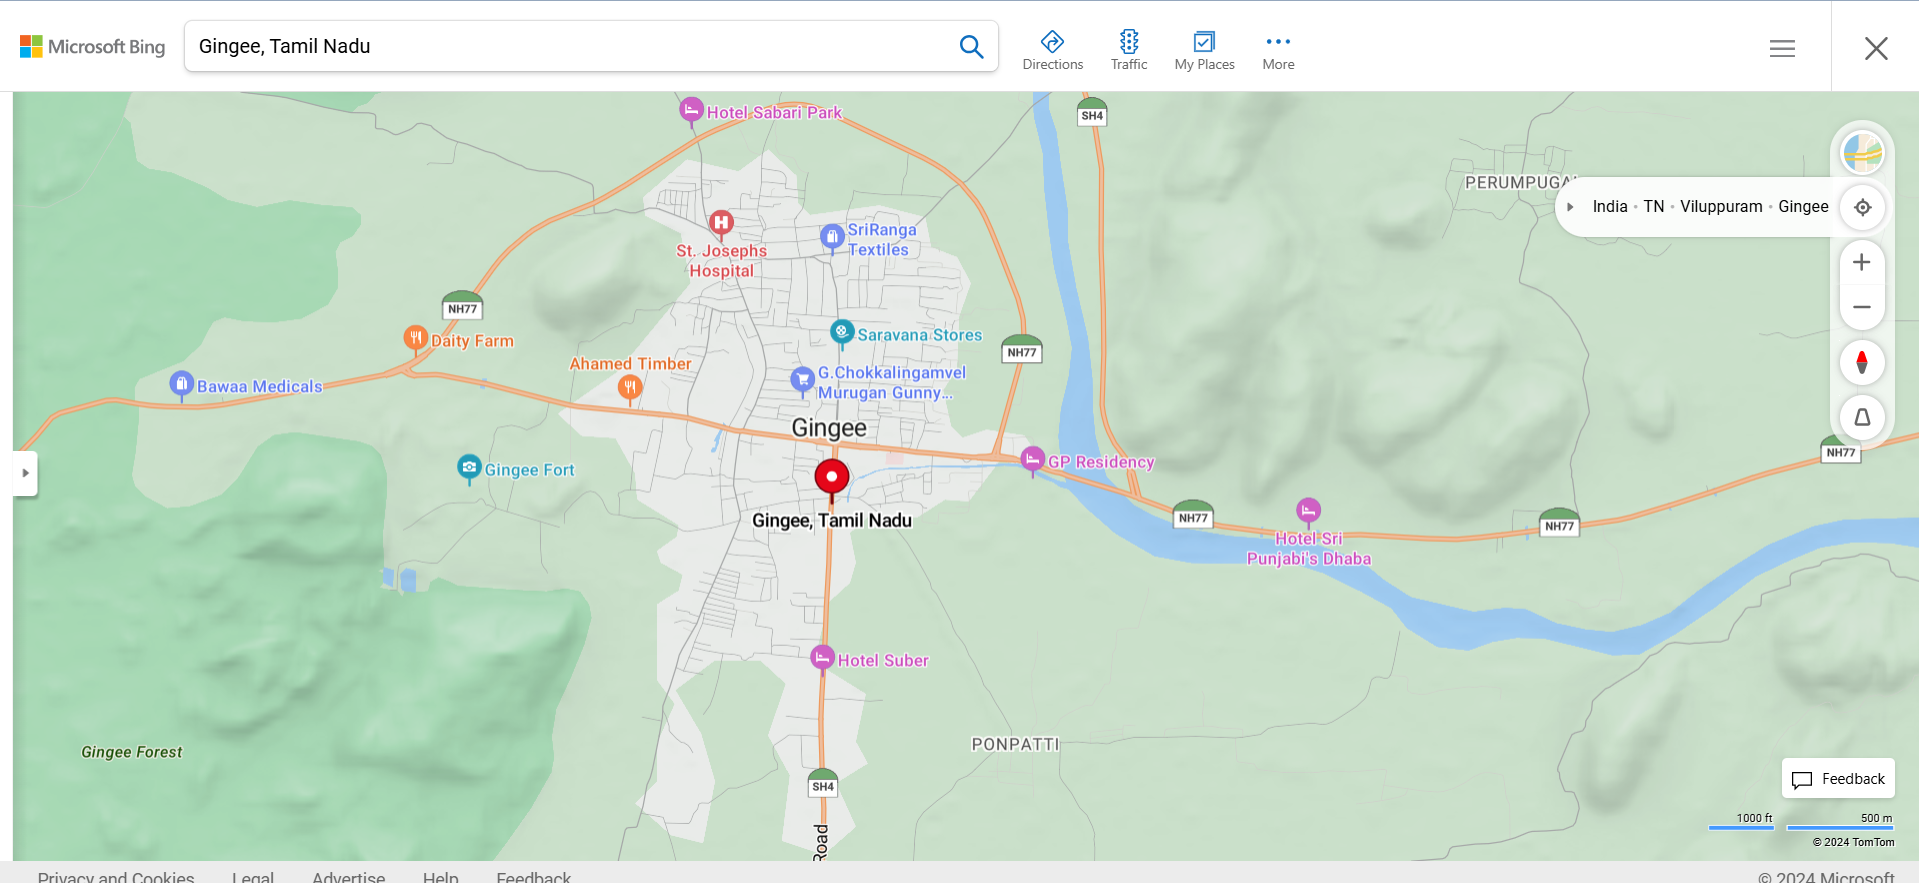 Microsoft Bing
Gingee, Tamil Nadu
Directions
Traffic
My Places
More
Hotel Sabari Park
SH4
PERUMPUGAI
India • TN • Viluppuram • Gingee
St. Josephs
Hospital
SriRanga
Textiles
NH77
Daity Farm
Saravana Stores
NH77
Ahamed Timber
Bawaa Medicals
G.Chokkalingamvel
Murugan Gunny...
Gingee
NH77
Gingee Fort
GP Residency
Gingee, Tamil Nadu
NH77
NH77
Hotel Sri
Punjabi's Dhaba
Hotel Suber
Gingee Forest
PONPATTI
SH4
Road
Feedback
1000 ft
500 m
© 2024 TomTom
Privacy and Cookies
Legal
Advertise
Help
Feedback
© 2024 Microsoft